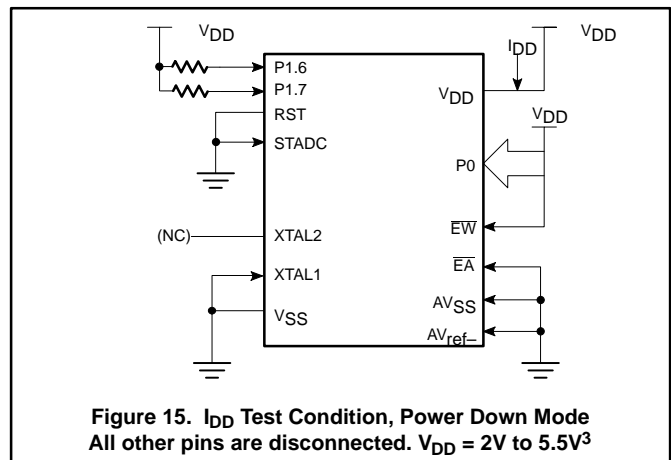 VDD
VDD
IDD
VDD
P1.6
P1.7
RST
STADC
VDD
P0
(NC)
XTAL2
EW
XTAL1
EA
VSS
AVSS
AVref–
Figure 15. IDD Test Condition, Power Down Mode
All other pins are disconnected. VDD = 2V to 5.5V3